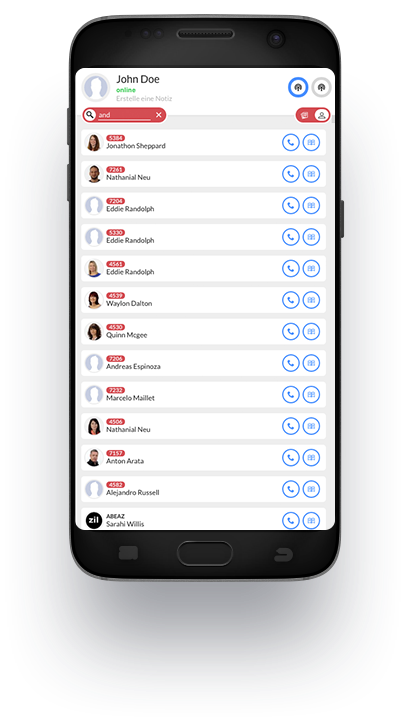 John Doe
online
Erstelle eine Notiz
and
5384
Jonathon Sheppard
7261
Nathanial Neu
7204
Eddie Randolph
5330
Eddie Randolph
4561
Eddie Randolph
4539
Waylon Dalton
4530
Quinn Mcgee
7206
Andreas Espinoza
7232
Marcelo Maillet
4506
Nathanial Neu
7157
Anton Arata
4582
Alejandro Russell
zil
ABEAZ
Sarahi Willis